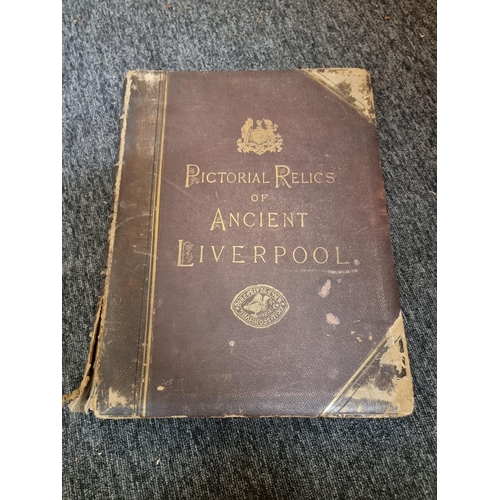 PICTORIAL RELICS
OF
ANCIENT
LIVERPOOL